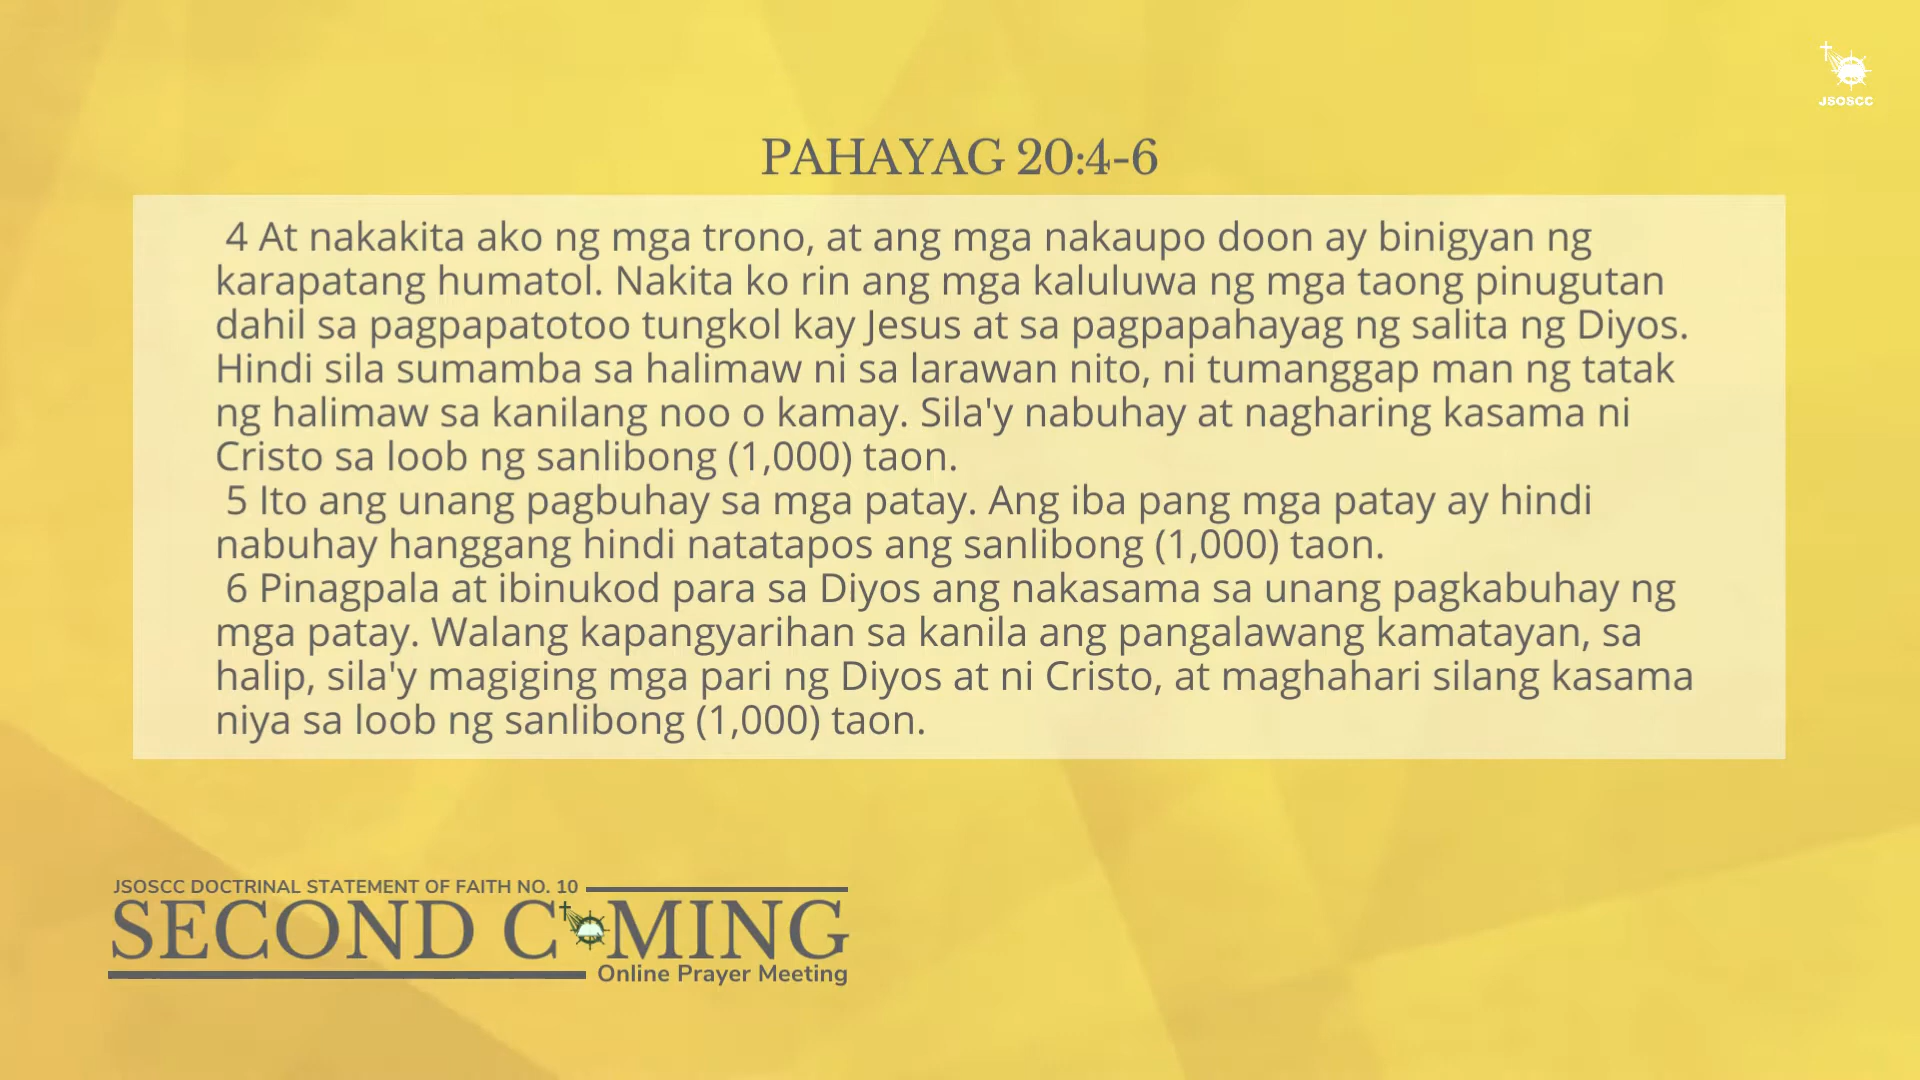 JSOSCC
PAHAYAG 20:4-6
4 At nakakita ako ng mga trono, at ang mga nakaupo doon ay binigyan ng
karapatang humatol. Nakita ko rin ang mga kaluluwa ng mga taong pinugutan
dahil sa pagpapatotoo tungkol kay Jesus at sa pagpapahayag ng salita ng Diyos.
Hindi sila sumamba sa halimaw ni sa larawan nito, ni tumanggap man ng tatak
ng halimaw sa kanilang noo o kamay. Sila'y nabuhay at nagharing kasama ni
Cristo sa loob ng sanlibong (1,000) taon.
5 Ito ang unang pagbuhay sa mga patay. Ang iba pang mga patay ay hindi
nabuhay hanggang hindi natatapos ang sanlibong (1,000) taon.
6 Pinagpala at ibinukod para sa Diyos ang nakasama sa unang pagkabuhay ng
mga patay. Walang kapangyarihan sa kanila ang pangalawang kamatayan, sa
halip, sila'y magiging mga pari ng Diyos at ni Cristo, at maghahari silang kasama
niya sa loob ng sanlibong (1,000) taon.
JSOSCC DOCTRINAL STATEMENT OF FAITH NO. 10
SECOND COMING
Online Prayer Meeting